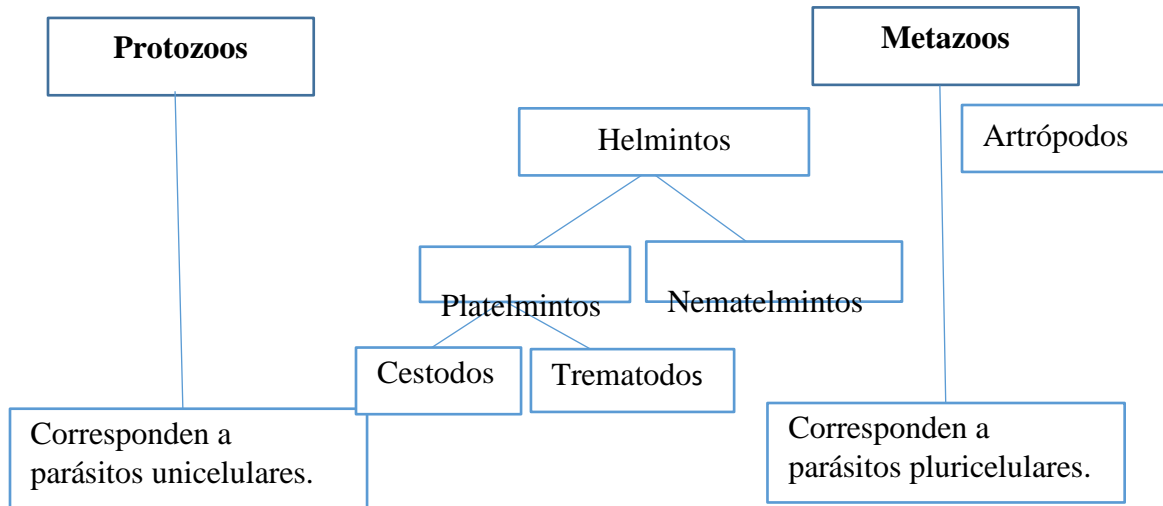 Protozoos
Metazoos
Helmintos
Artrópodos
Platelmintos
Nematelmintos
Cestodos
Trematodos
Corresponden a
parásitos unicelulares.
Corresponden a
parásitos pluricelulares.